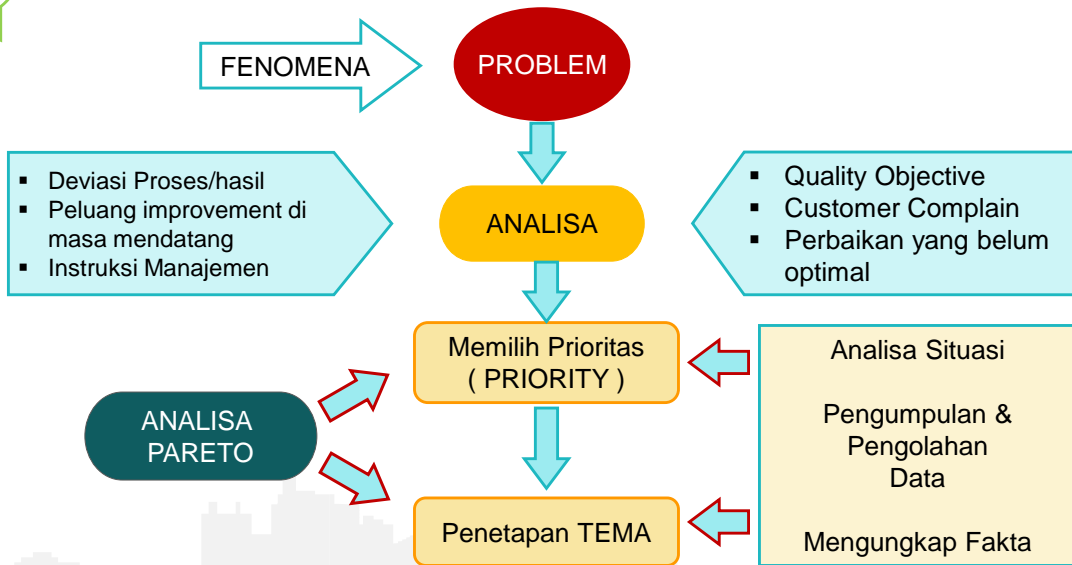 FENOMENA
PROBLEM
▪ Deviasi Proses/hasil
▪ Peluang improvement di
masa mendatang
▪ Instruksi Manajemen
ANALISA
▪ Quality Objective
▪ Customer Complain
▪ Perbaikan yang belum
optimal
Memilih Prioritas
( PRIORITY )
ANALISA
PARETO
Analisa Situasi
Pengumpulan &
Pengolahan
Data
Mengungkap Fakta
Penetapan TEMA